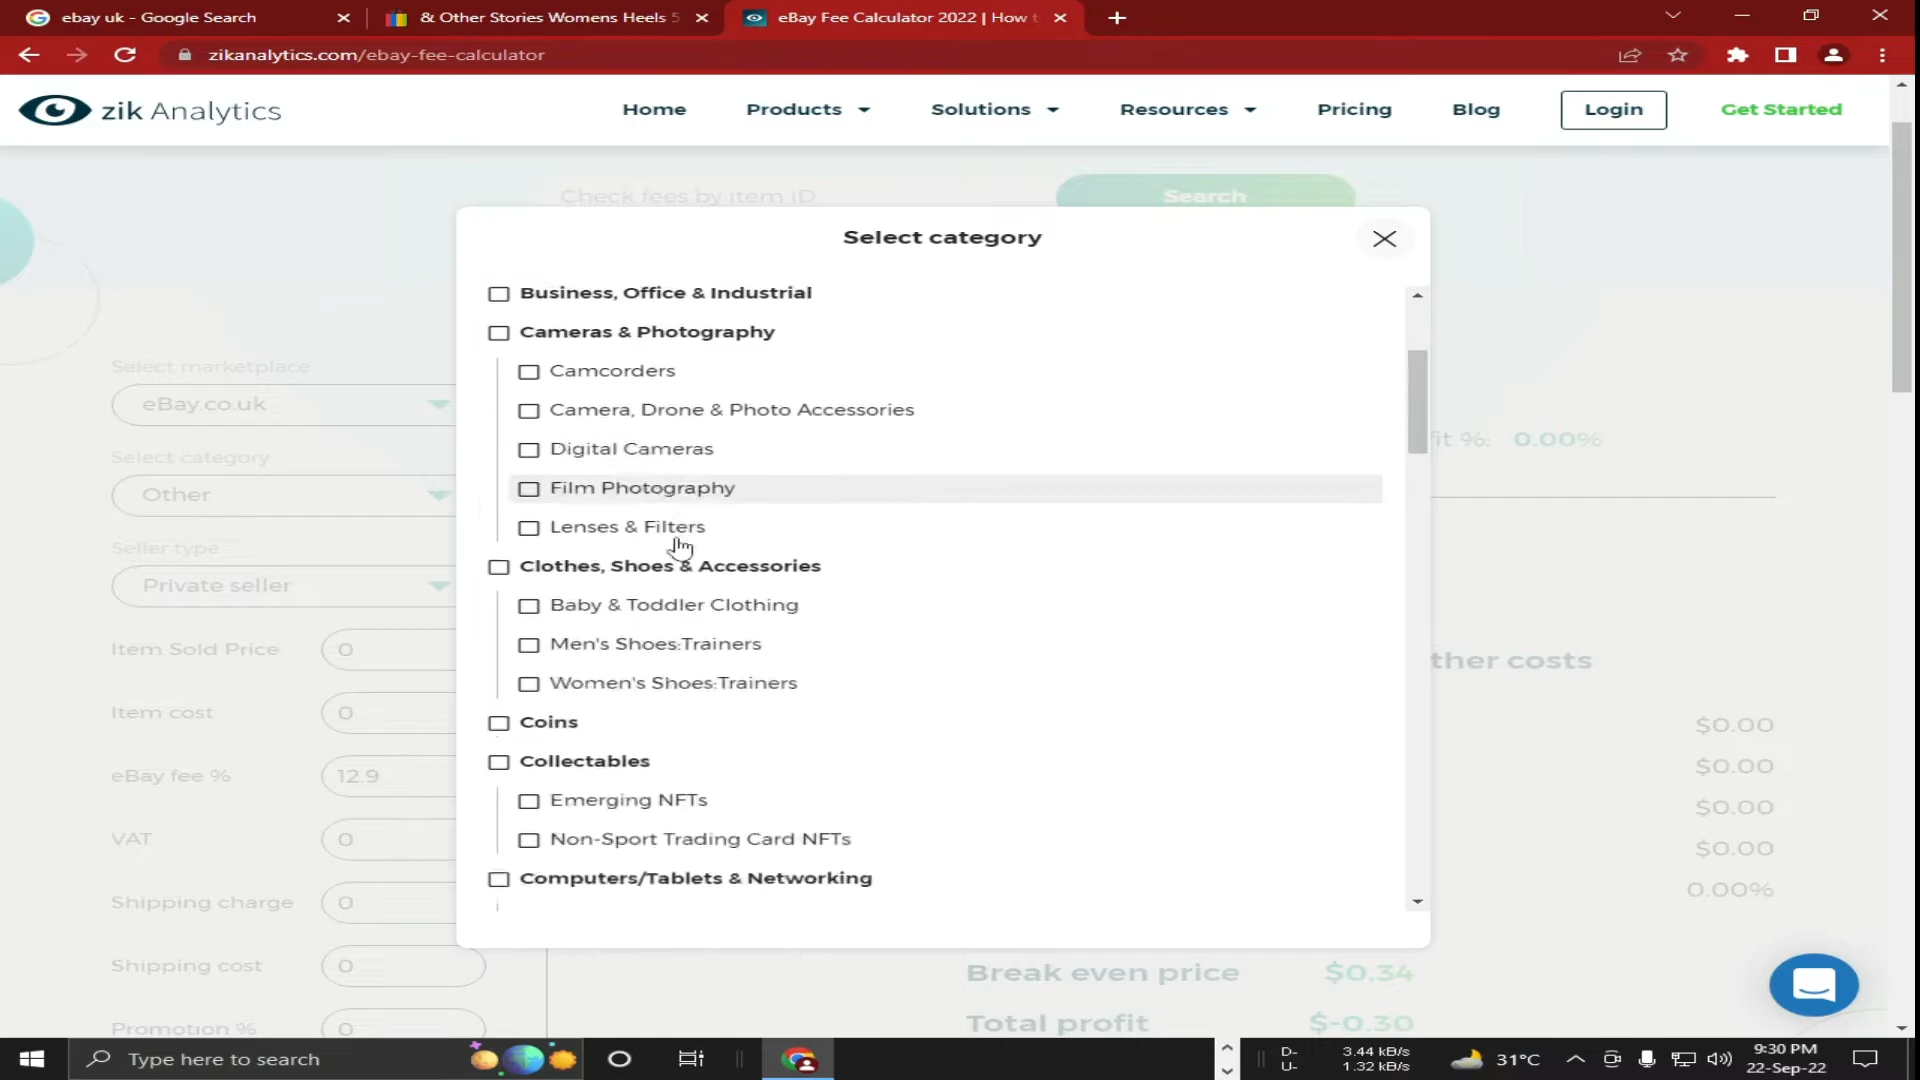 ebay uk - Google Search
& Other Stories Womens Heels 5
eBay Fee Calculator 2022 | How to
zikanalytics.com/ebay-fee-calculator
zik Analytics
Home
Products
Solutions
Resources
Pricing
Blog
Login
Get Started
Check fees by item ID
Search
Select category
Business, Office & Industrial
Cameras & Photography
Camcorders
Camera, Drone & Photo Accessories
Digital Cameras
Film Photography
Lenses & Filters
Clothes, Shoes & Accessories
Baby & Toddler Clothing
Men's Shoes:Trainers
Women's Shoes:Trainers
Coins
Collectables
Emerging NFTs
Non-Sport Trading Card NFTs
Computers/Tablets & Networking
Select marketplace
eBay.co.uk
Select category
Other
Seller type
Private seller
Item Sold Price 0
Item cost 0
eBay fee % 12.9
VAT 0
Shipping charge 0
Shipping cost 0
Promotion % 0
fit %: 0.00%
ther costs
$0.00
$0.00
$0.00
$0.00
0.00%
Break even price $0.34
Total profit $-0.30
Type here to search
D- 3.44 kB/s
U- 1.32 kB/s
31°C
9:30 PM
22-Sep-22